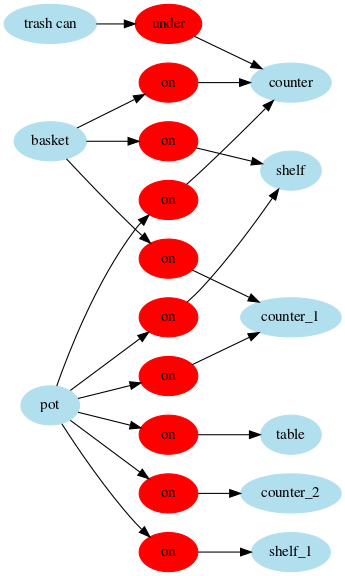 trash can
under
on
counter
basket
on
shelf
on
on
on
counter_1
on
pot
on
table
on
counter_2
on
shelf_1